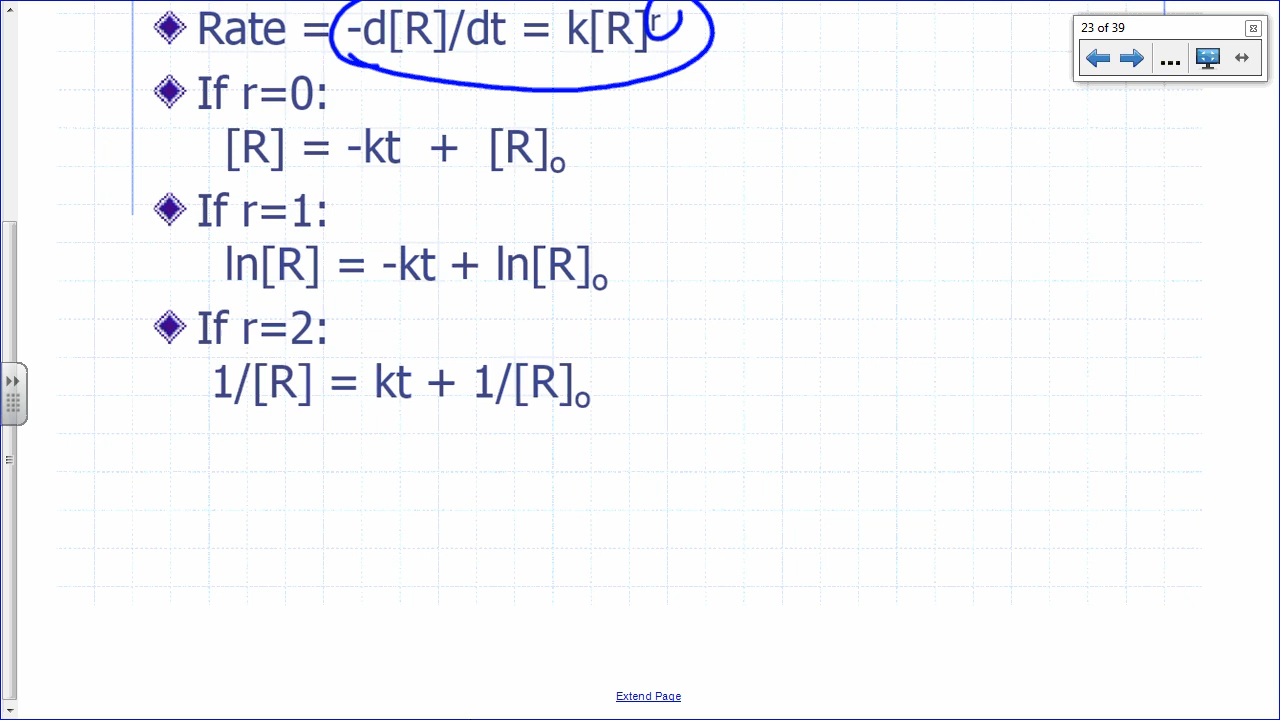 Rate = -d[R]/dt = k[R]r
23 of 39
If r=0:
[R] = -kt + [R]o
If r=1:
ln[R] = -kt + ln[R]o
If r=2:
1/[R] = kt + 1/[R]o
Extend Page